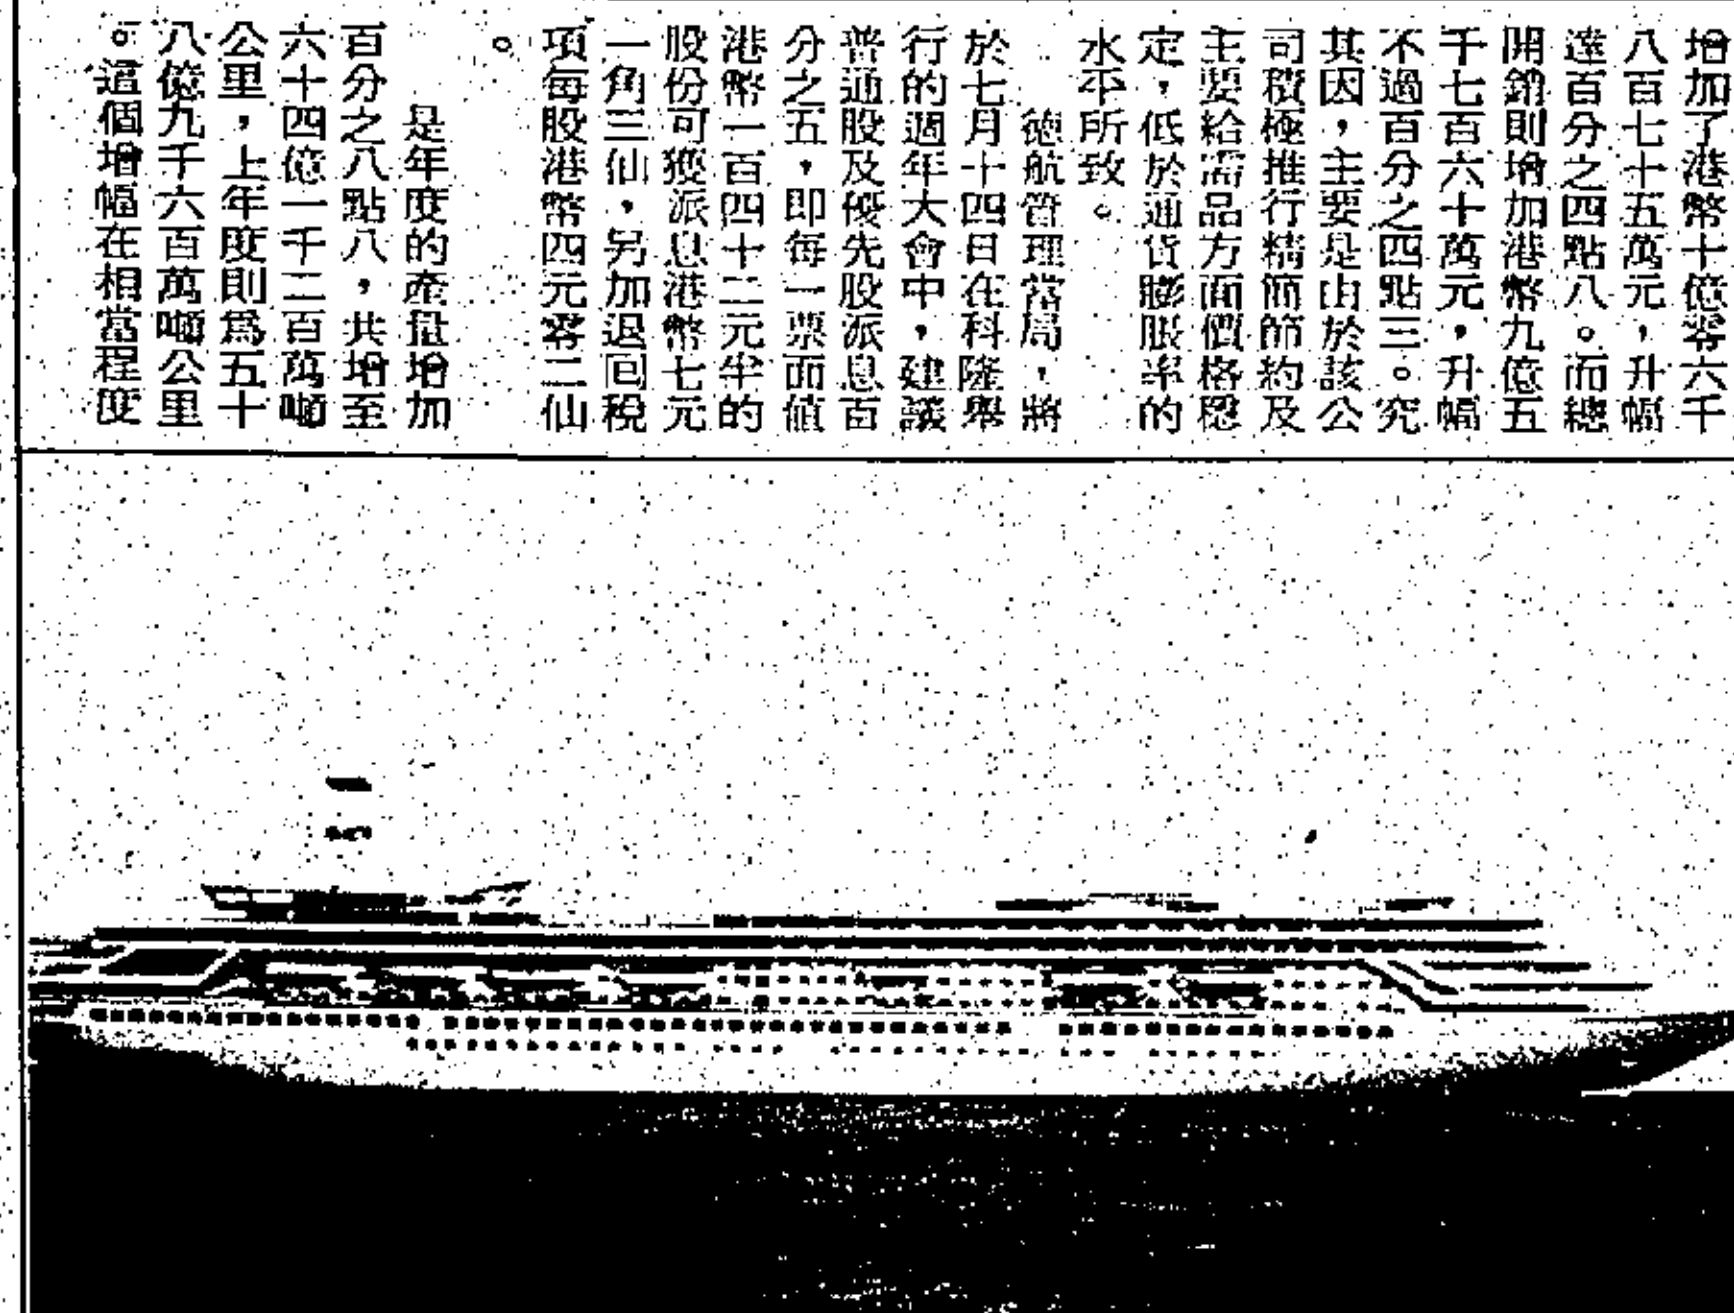 增加了港幣十億零六千
八百七十五萬元，升幅
達百分之四點八。而總
開銷則增加港幣九億五
千七百六十萬元，升幅
不過百分之四點三。究
其因，主要是由於該公
司積極推行精簡節約及
主要給需品方面價格穩
定，低於通貨膨脹率的
水平所致。
德航管理當局，將
於七月十四日在科隆舉
行的週年大會中，建議
普通股及優先股派息百
分之五，即每一票面值
港幣一百四十二元半的
股份可獲派息港幣七元
一角三仙，另加退回稅
項每股港幣四元零二仙
。
是年度的產量增加
百分之八點八，共增至
六十四億一千二百萬噸
公里，上年度則爲五十
八億九千六百萬噸公里
。這個增幅在相當程度